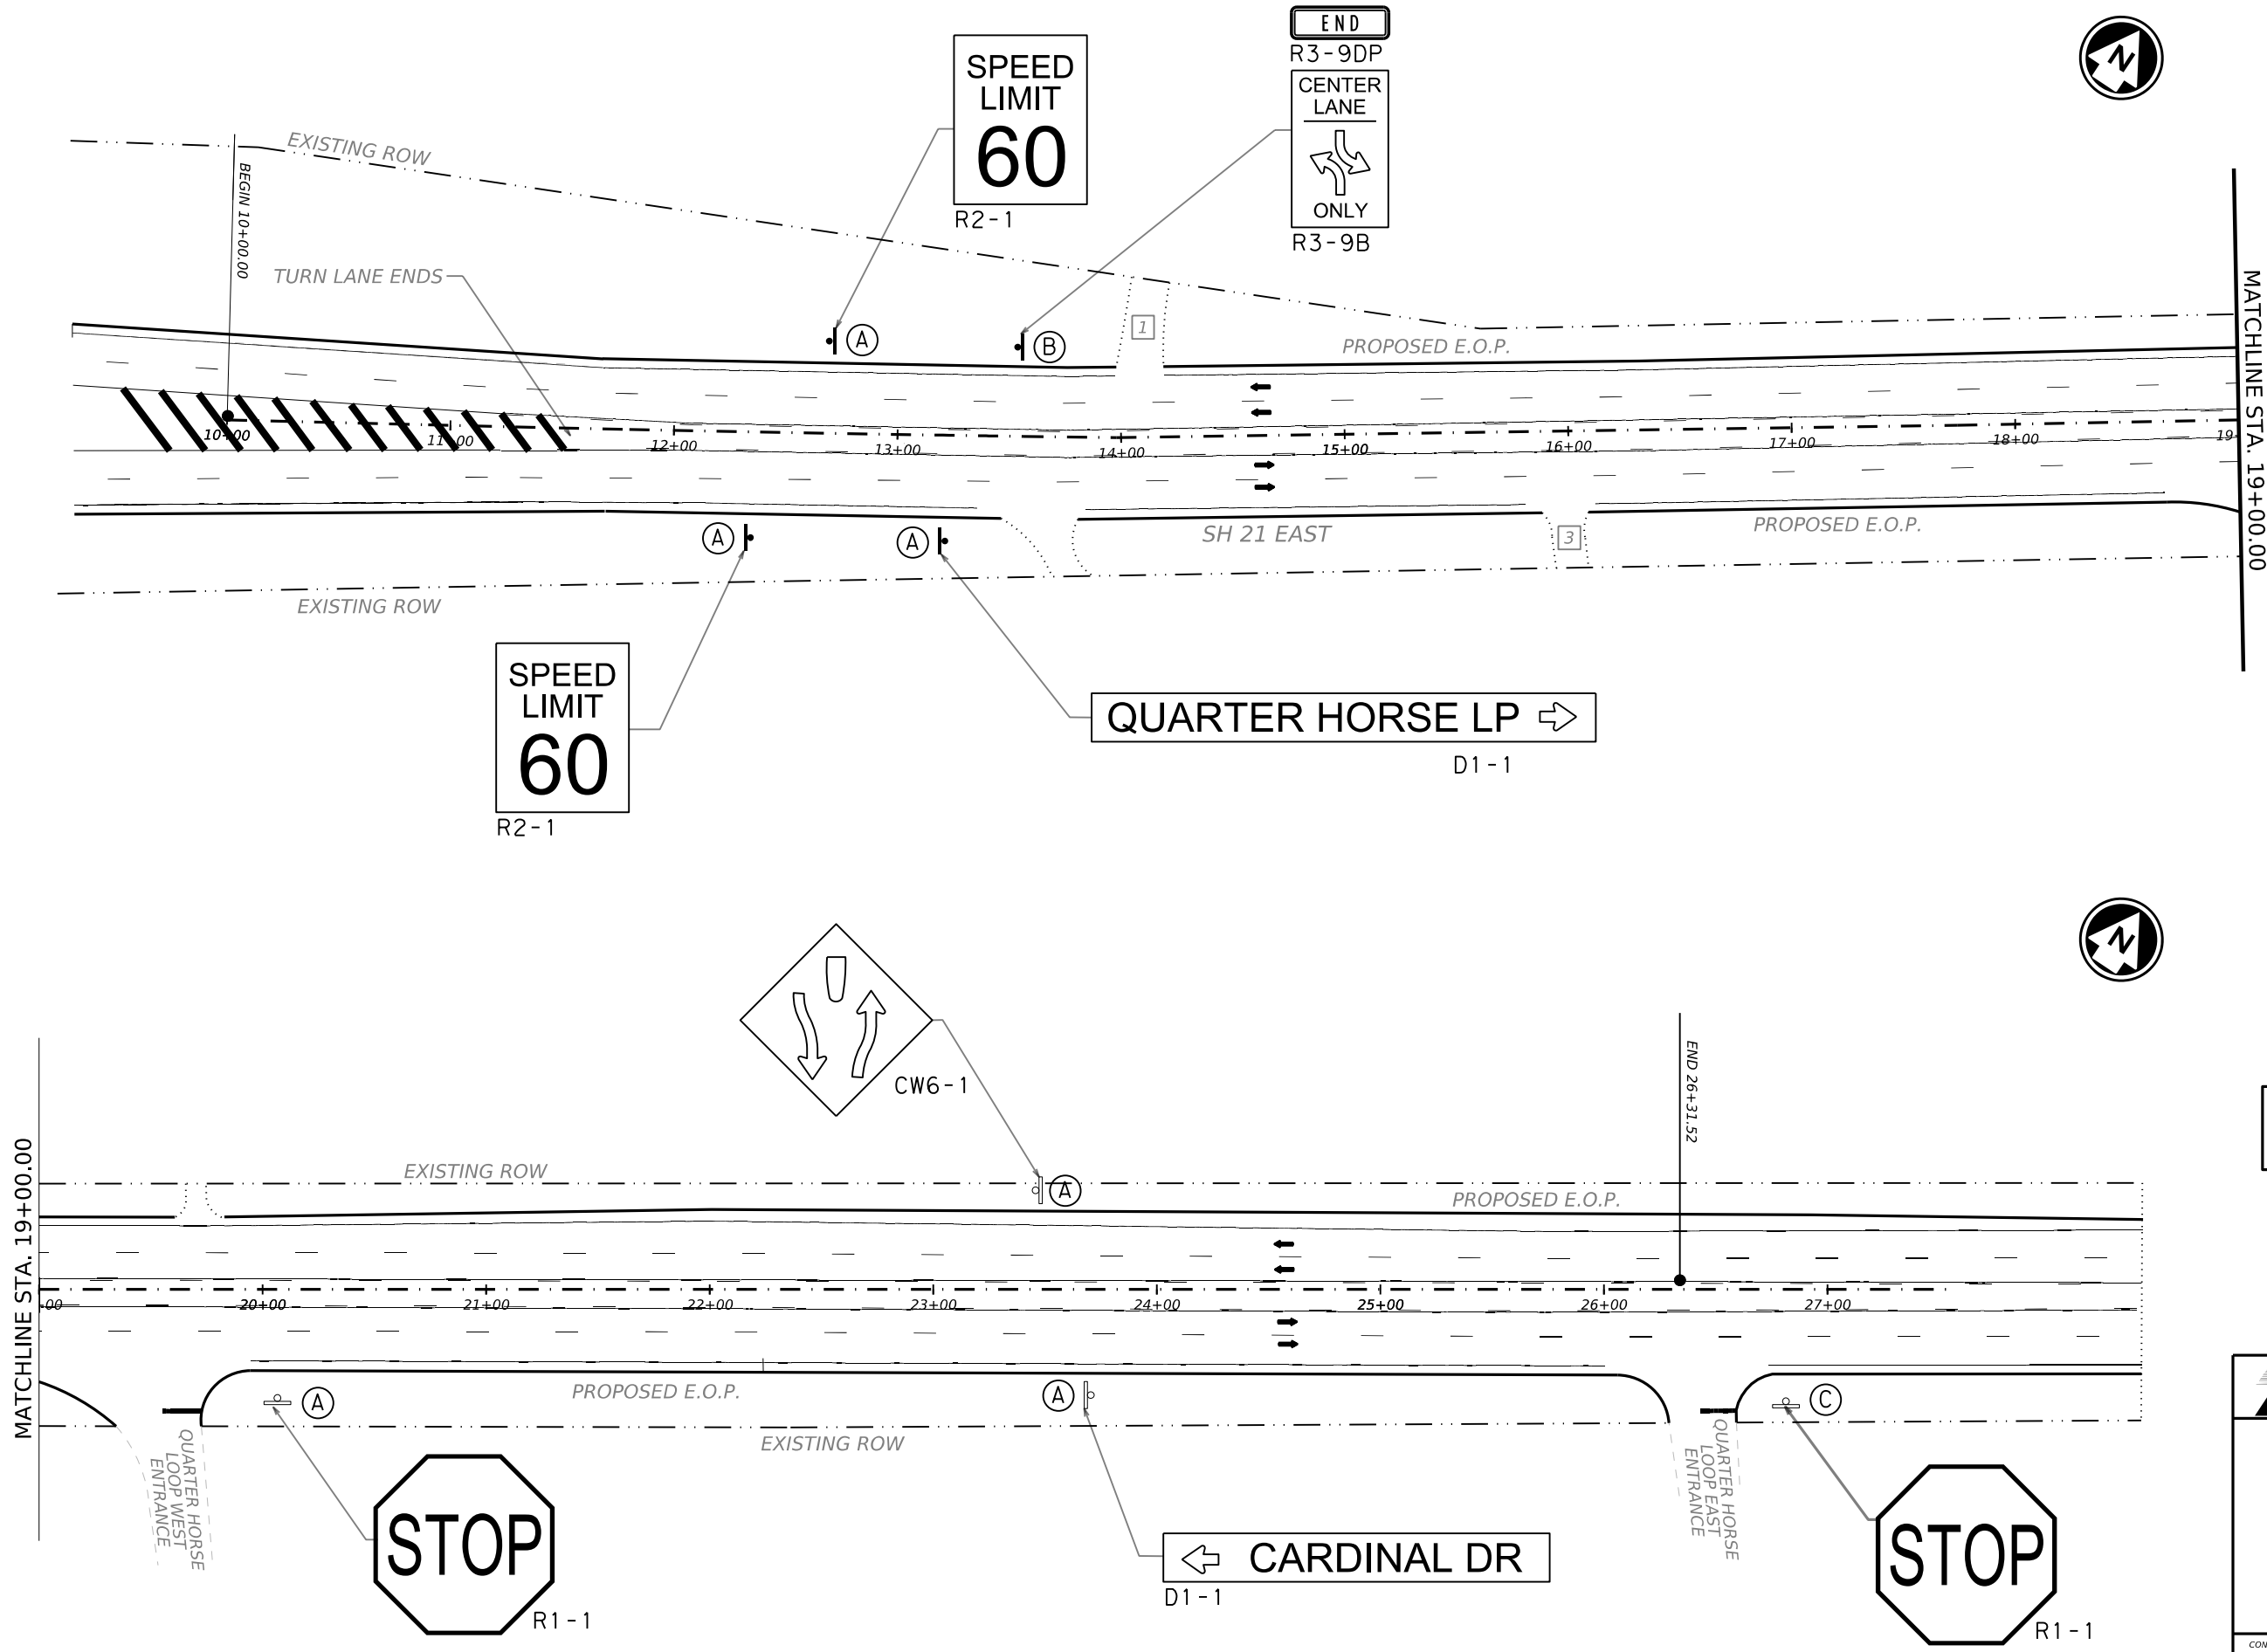 END
R3-9DP
CENTER
LANE
ONLY
R3-9B
SPEED
LIMIT
60
R2-1
N
EXISTING ROW
BEGIN 10+00.00
TURN LANE ENDS
A
B
1
PROPOSED E.O.P.
MATCHLINE STA. 19+00.00
10+00
11+00
12+00
13+00
14+00
15+00
16+00
17+00
18+00
19
A
A
SH 21 EAST
3
PROPOSED E.O.P.
EXISTING ROW
SPEED
LIMIT
60
R2-1
QUARTER HORSE LP
D1-1
N
CW6-1
END 26+31.52
MATCHLINE STA. 19+00.00
EXISTING ROW
A
PROPOSED E.O.P.
.00
20+00
21+00
22+00
23+00
24+00
25+00
26+00
27+00
A
PROPOSED E.O.P.
A
C
EXISTING ROW
QUARTER HORSE
LOOP WEST
ENTRANCE
QUARTER HORSE
LOOP EAST
ENTRANCE
STOP
R1-1
CARDINAL DR
D1-1
STOP
R1-1